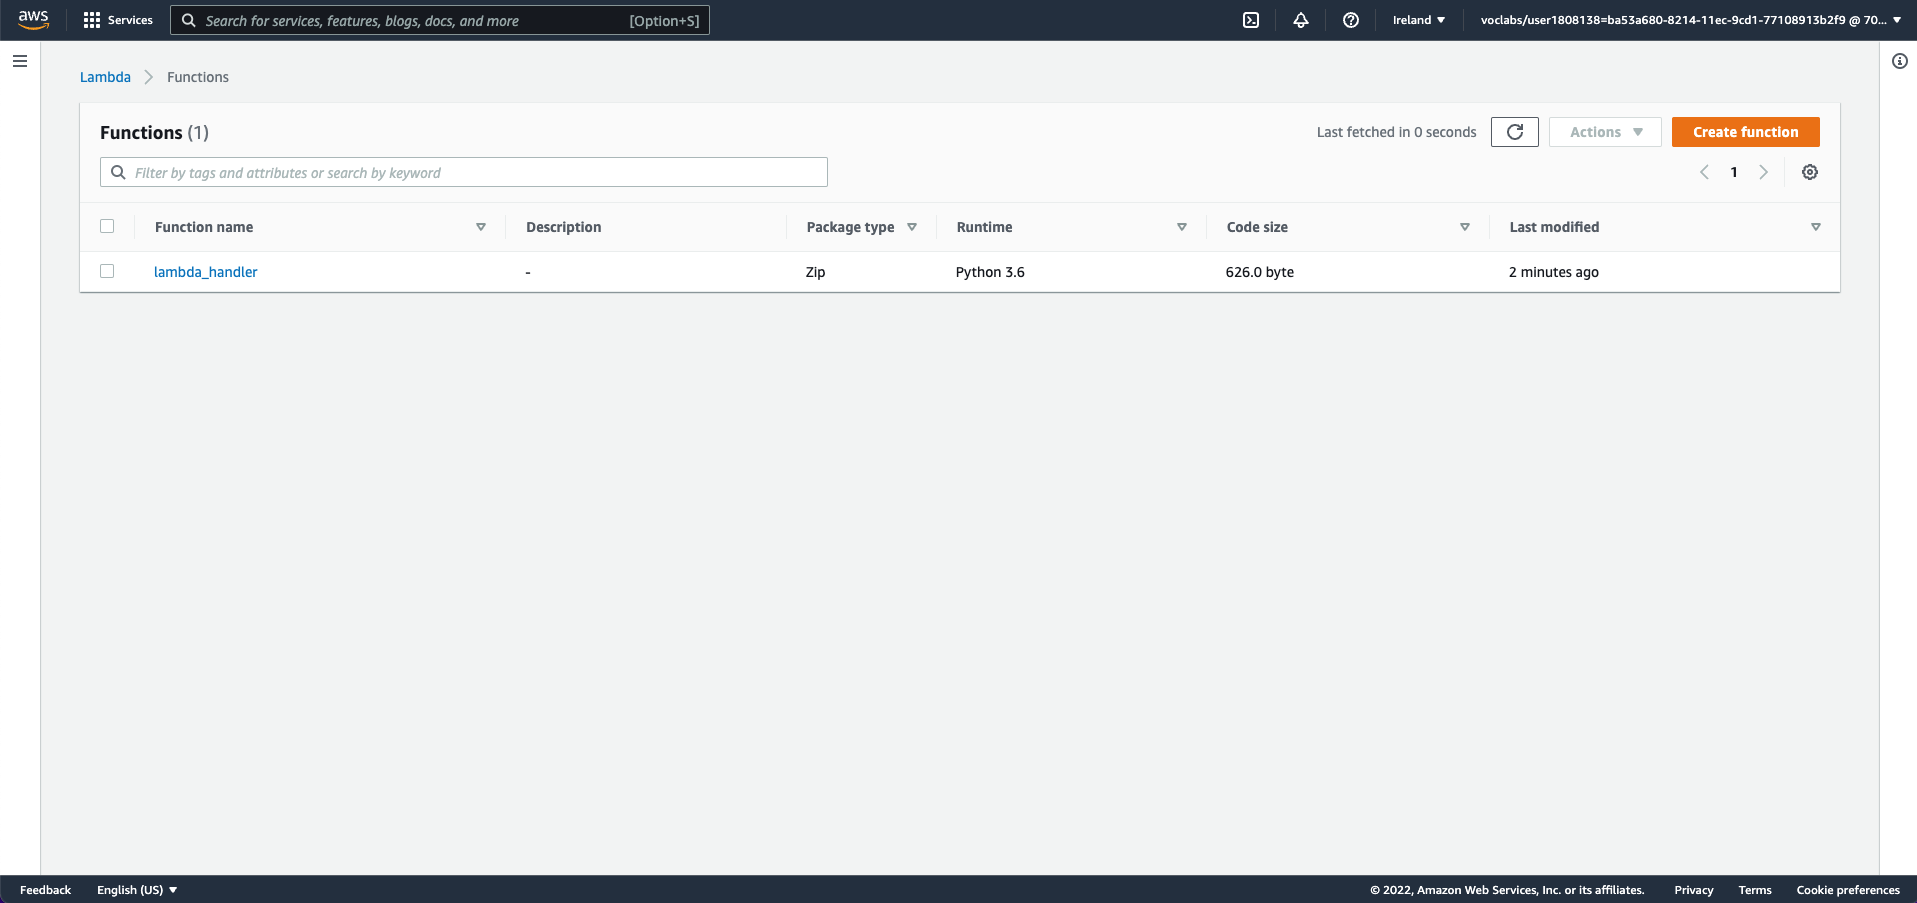 aws Services Search for services, features, blogs, docs, and more [Option+S] Ireland voclabs/user1808138=ba53a680-8214-11ec-9cd1-77108913b2f9 @ 70...
Lambda Functions
Functions (1) Last fetched in 0 seconds Actions Create function
Filter by tags and attributes or search by keyword 1
Function name Description Package type Runtime Code size Last modified
lambda_handler - Zip Python 3.6 626.0 byte 2 minutes ago
Feedback English (US) © 2022, Amazon Web Services, Inc. or its affiliates. Privacy Terms Cookie preferences